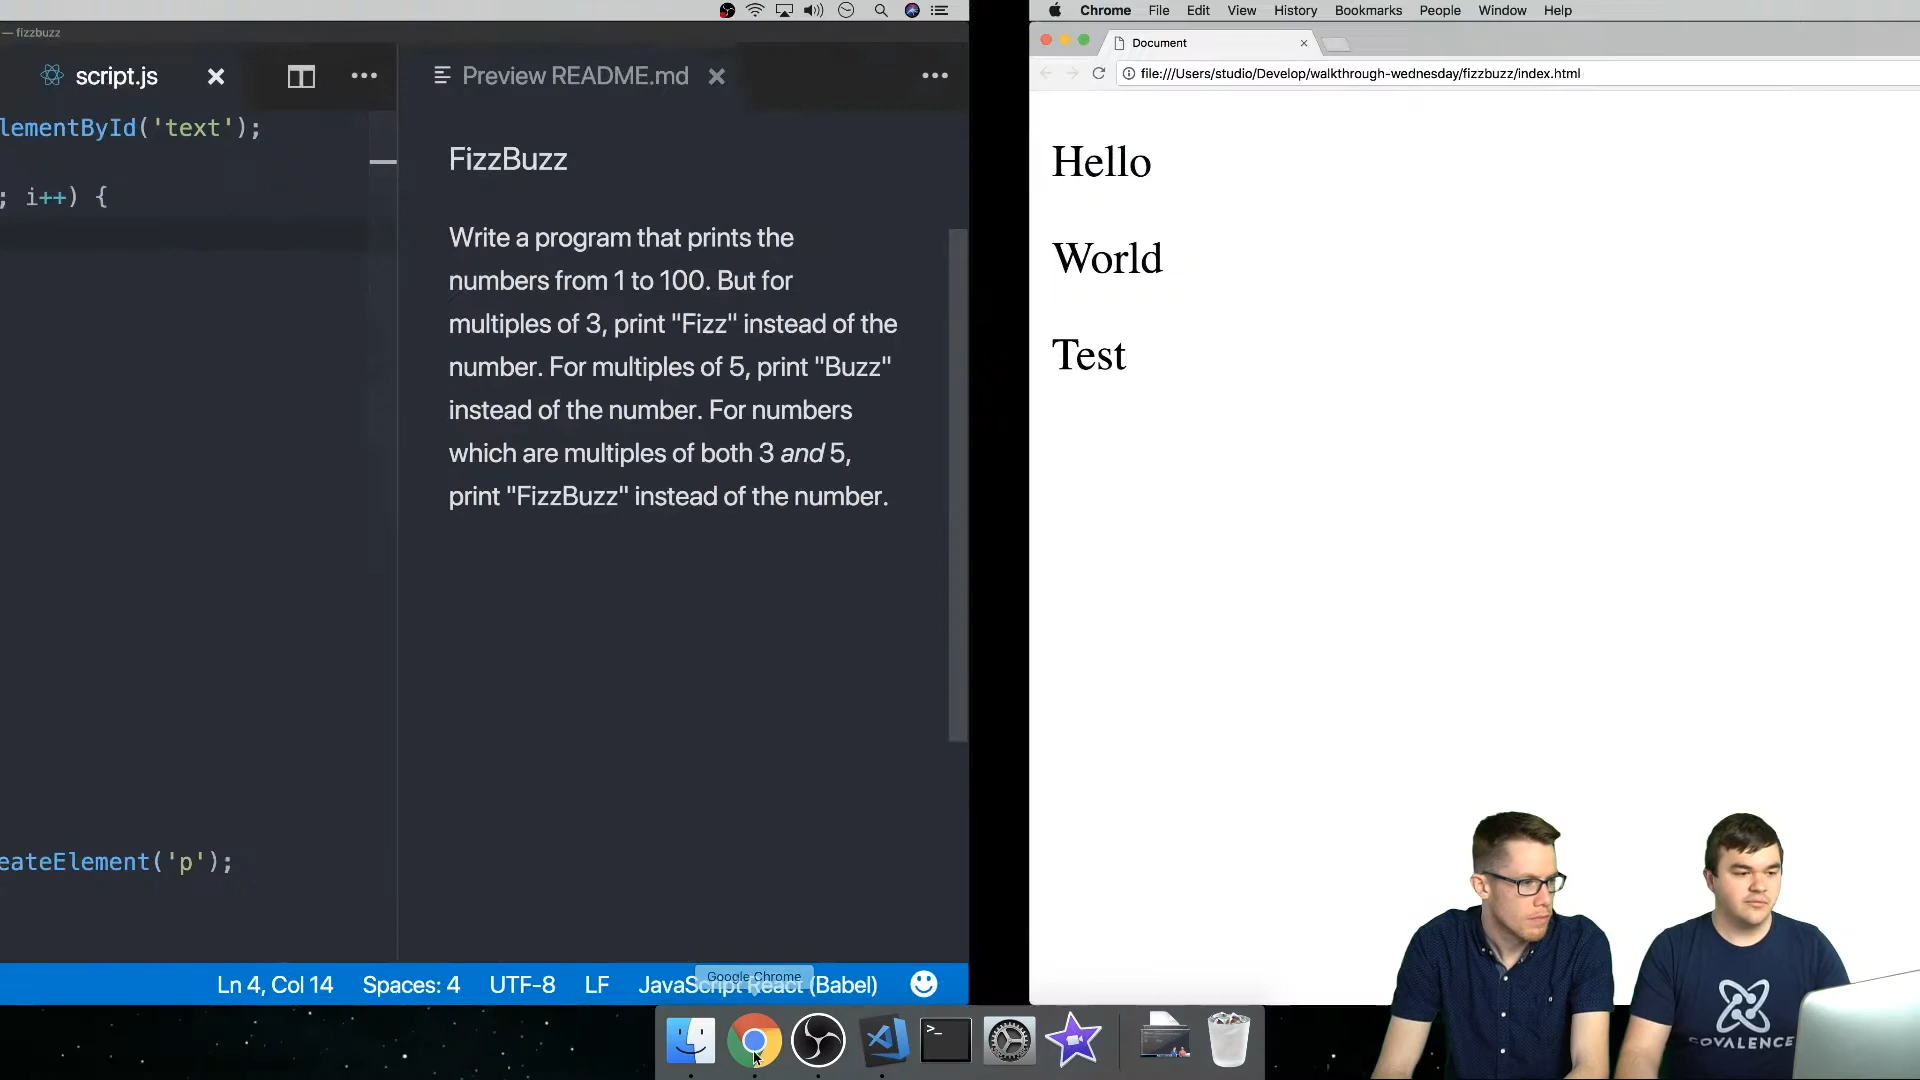 — fizzbuzz
script.js
lementById('text');
; i++) {
eateElement('p');
Preview README.md
FizzBuzz
Write a program that prints the
numbers from 1 to 100. But for
multiples of 3, print "Fizz" instead of the
number. For multiples of 5, print "Buzz"
instead of the number. For numbers
which are multiples of both 3 and 5,
print "FizzBuzz" instead of the number.
Ln 4, Col 14 Spaces: 4 UTF-8 LF JavaScript React (Babel)
Google Chrome
>_
Chrome File Edit View History Bookmarks People Window Help
Document
file:///Users/studio/Develop/walkthrough-wednesday/fizzbuzz/index.html
Hello
World
Test
COVALENCE